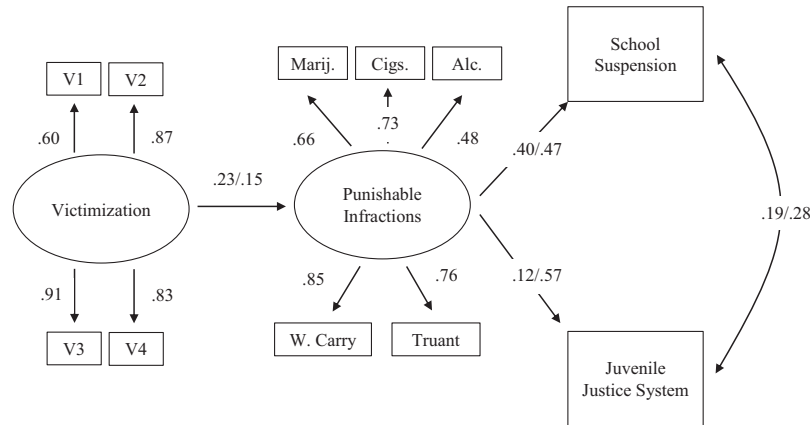 School
Suspension
Marij.
Cigs.
Alc.
V1
V2
.60
.87
.66
.73
.48
.40/.47
.23/.15
Victimization
Punishable
Infractions
.19/.28
.91
.83
.85
.76
.12/.57
V3
V4
W. Carry
Truant
Juvenile
Justice System